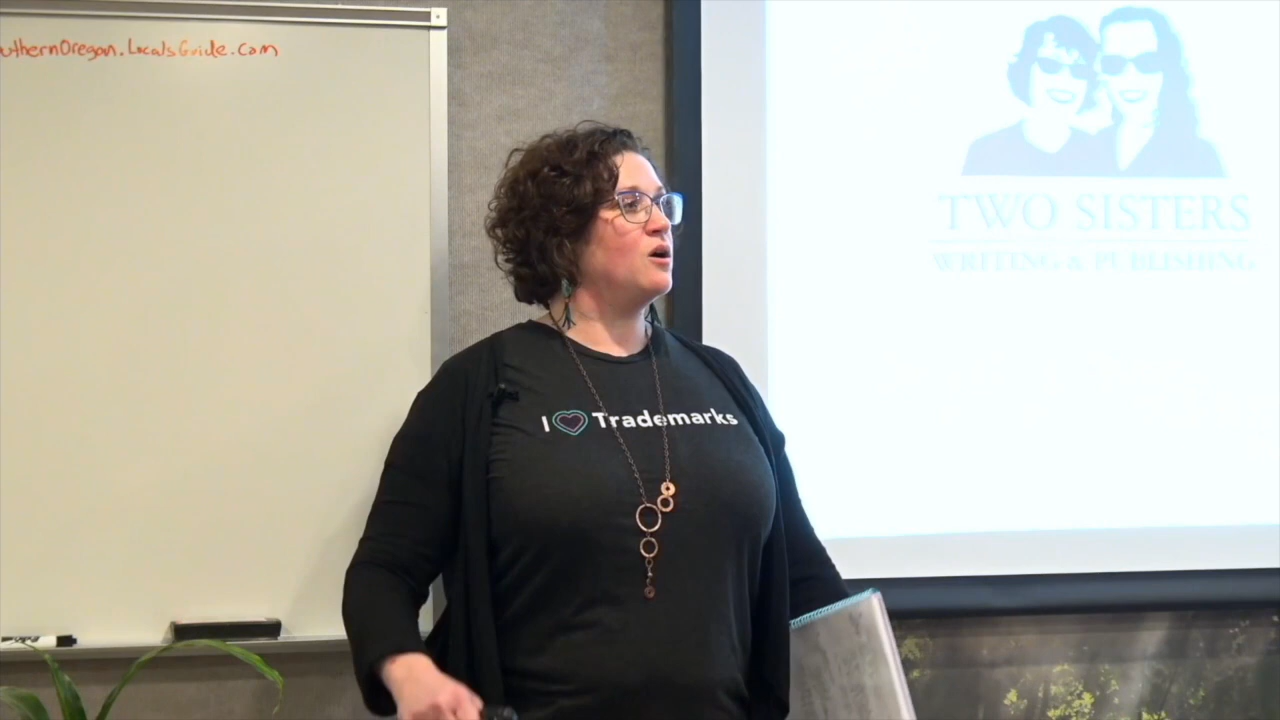 uthernOregon.LocalsGuide.com
TWO SISTERS
WRITING & PUBLISHING
I Trademarks